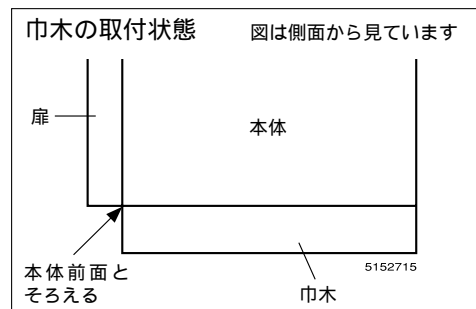 巾木の取付状態
図は側面から見ています
扉
本体
本体前面と
そろえる
5152715
巾木